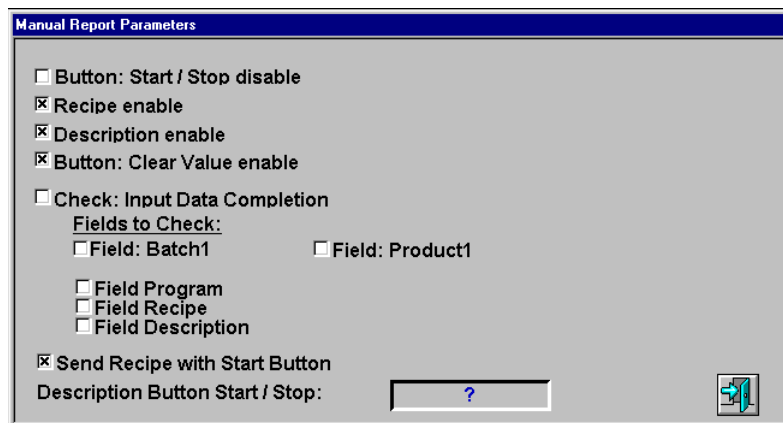 Manual Report Parameters
Button: Start / Stop disable
Recipe enable
Description enable
Button: Clear Value enable
Check: Input Data Completion
Fields to Check:
Field: Batch1 Field: Product1
Field Program
Field Recipe
Field Description
Send Recipe with Start Button
Description Button Start / Stop: ?